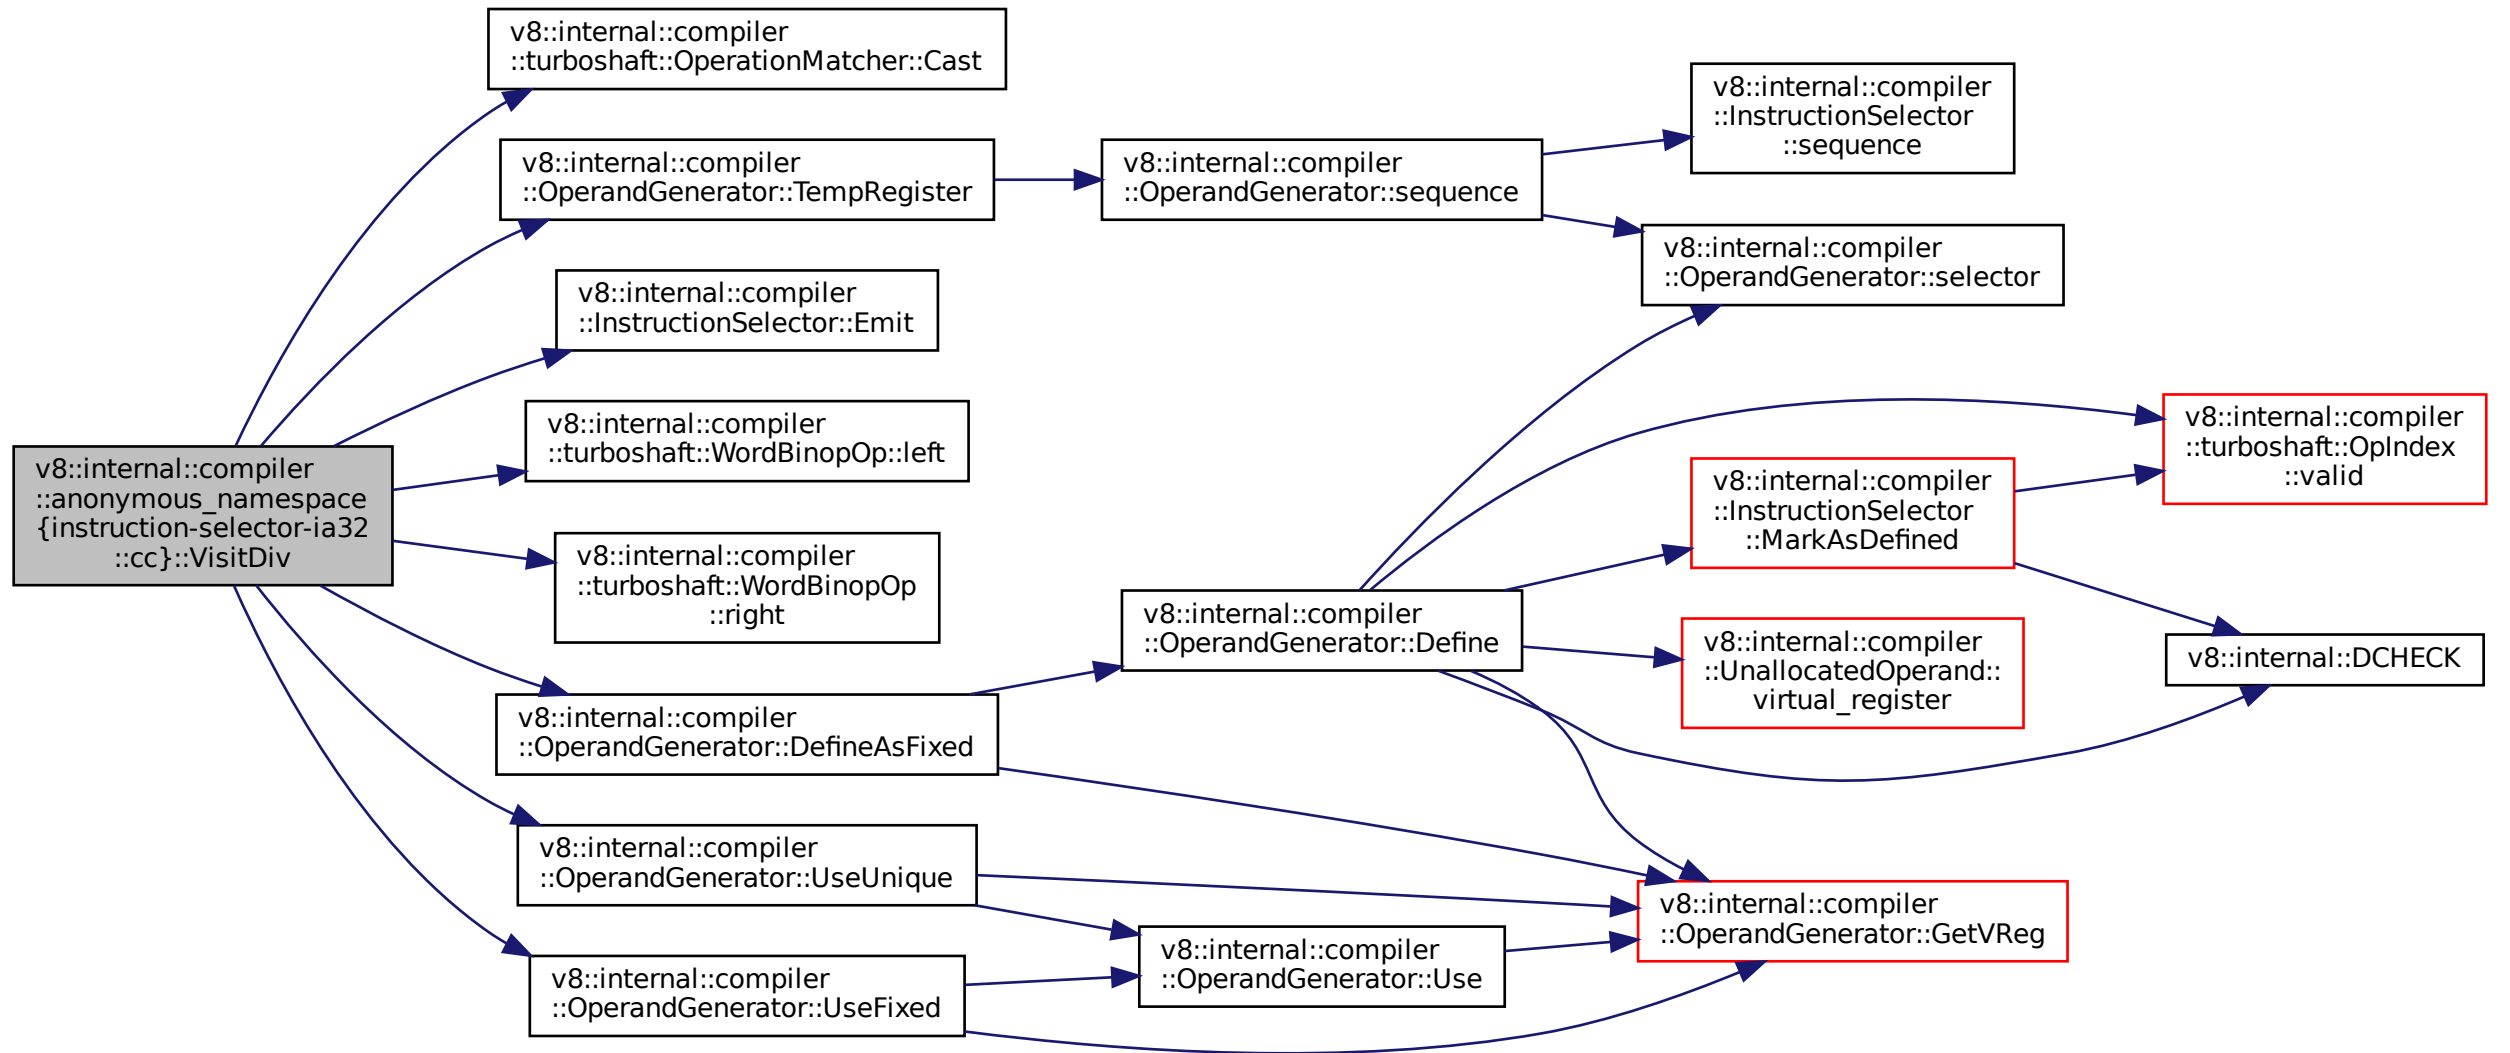 v8::internal::compiler
::anonymous_namespace
{instruction-selector-ia32
::cc}::VisitDiv
v8::internal::compiler
::turboshaft::OperationMatcher::Cast
v8::internal::compiler
::OperandGenerator::TempRegister
v8::internal::compiler
::InstructionSelector::Emit
v8::internal::compiler
::turboshaft::WordBinopOp::left
v8::internal::compiler
::turboshaft::WordBinopOp
::right
v8::internal::compiler
::OperandGenerator::DefineAsFixed
v8::internal::compiler
::OperandGenerator::UseUnique
v8::internal::compiler
::OperandGenerator::UseFixed
v8::internal::compiler
::OperandGenerator::sequence
v8::internal::compiler
::OperandGenerator::Define
v8::internal::compiler
::OperandGenerator::Use
v8::internal::compiler
::InstructionSelector
::sequence
v8::internal::compiler
::OperandGenerator::selector
v8::internal::compiler
::InstructionSelector
::MarkAsDefined
v8::internal::compiler
::UnallocatedOperand::
virtual_register
v8::internal::compiler
::OperandGenerator::GetVReg
v8::internal::compiler
::turboshaft::OpIndex
::valid
v8::internal::DCHECK